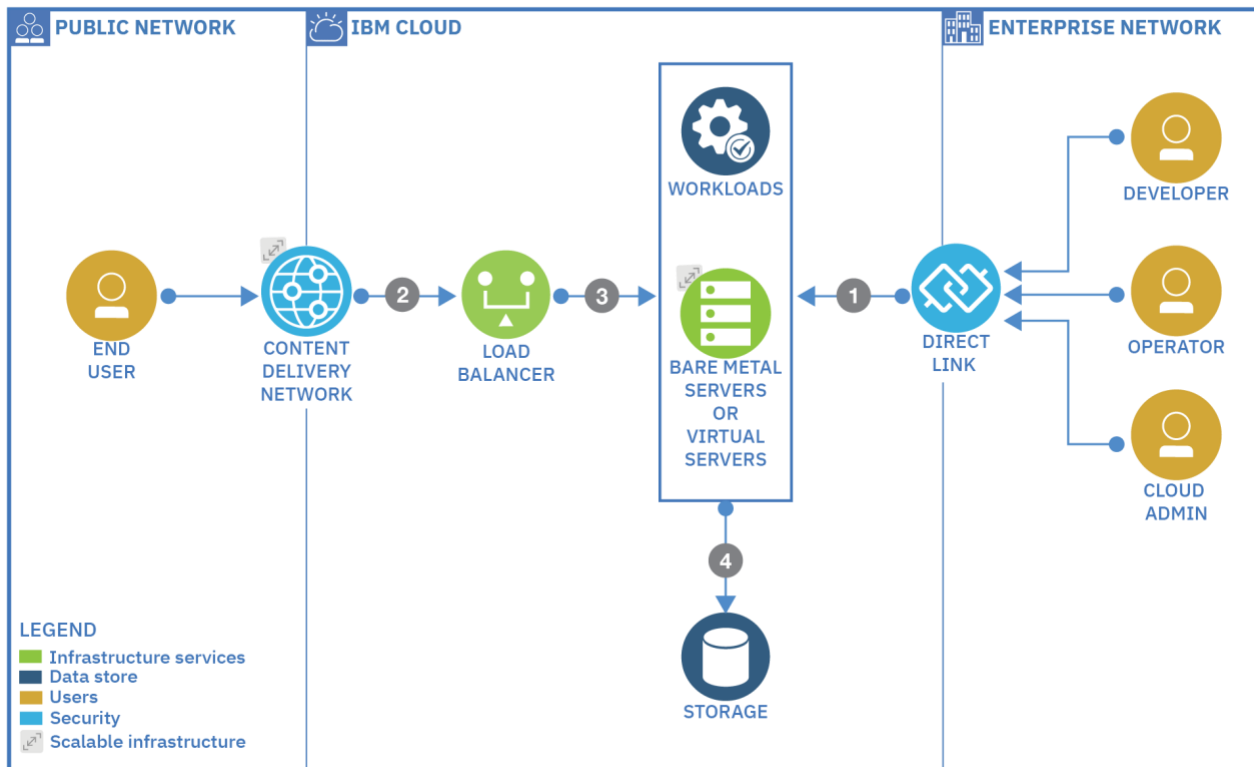 PUBLIC NETWORK
IBM CLOUD
ENTERPRISE NETWORK
WORKLOADS
DEVELOPER
END
USER
CONTENT
DELIVERY
NETWORK
2
LOAD
BALANCER
3
BARE METAL
SERVERS
OR
VIRTUAL
SERVERS
1
DIRECT
LINK
OPERATOR
CLOUD
ADMIN
4
STORAGE
LEGEND
Infrastructure services
Data store
Users
Security
Scalable infrastructure